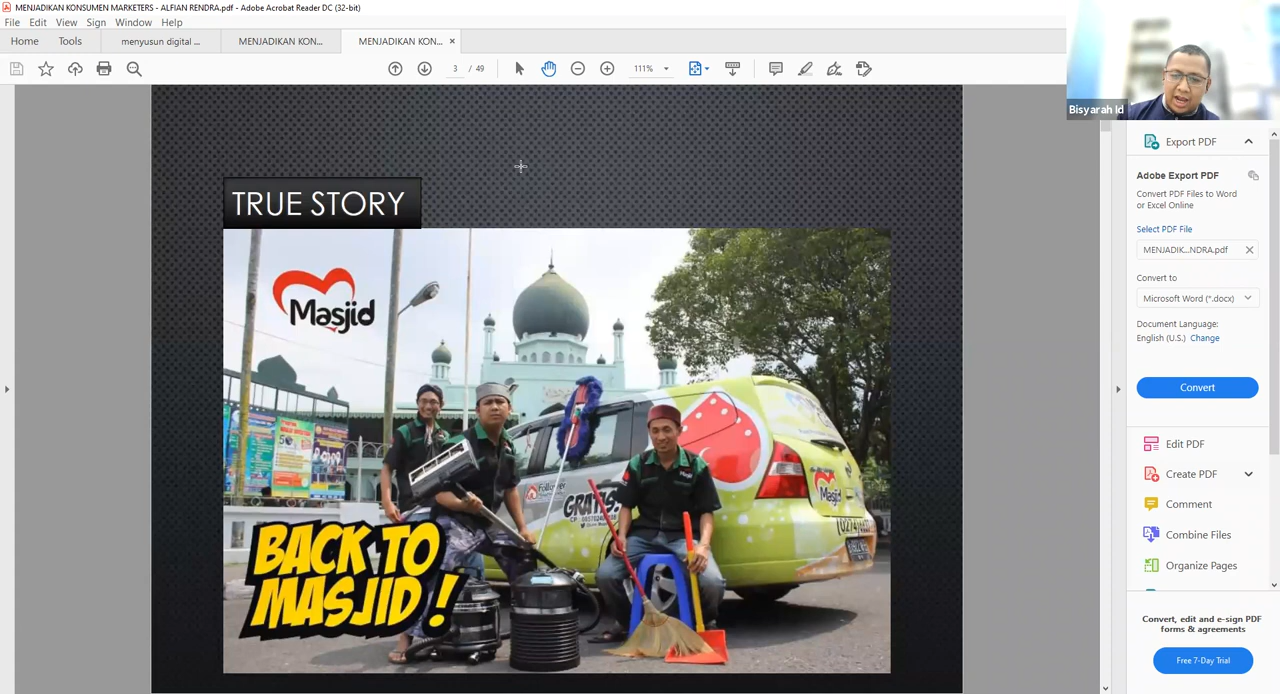 MENJADIKAN KONSUMEN MARKETERS - ALFIAN RENDRA.pdf - Adobe Acrobat Reader DC (32-bit)
File Edit View Sign Window Help
Home Tools menyusun digital ... MENJADIKAN KON... MENJADIKAN KON... ×
3 / 49 111%
Bisyarah Id
TRUE STORY
Masjid
GRATIS
Masjid
BACK TO
MASJID !
Export PDF
Adobe Export PDF
Convert PDF Files to Word
or Excel Online
Select PDF File
MENJADIK...NDRA.pdf
Convert to
Microsoft Word (*.docx)
Document Language:
English (U.S.) Change
Convert
Edit PDF
Create PDF
Comment
Combine Files
Organize Pages
Convert, edit and e-sign PDF
forms & agreements
Free 7-Day Trial